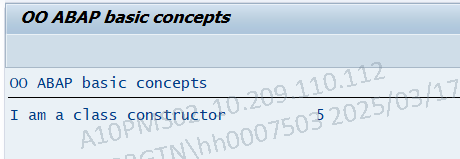 OO ABAP basic concepts
OO ABAP basic concepts
I am a class constructor 5
10.209.110.112
hh0007503 2025/03/17